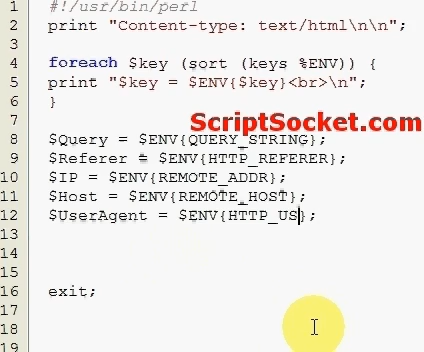 1 #!/usr/bin/perl
2 print "Content-type: text/html\n\n";
3
4 foreach $key (sort (keys %ENV)) {
5 print "$key = $ENV{$key}<br>\n";
6 }
7 ScriptSocket.com
8 $Query = $ENV{QUERY_STRING};
9 $Referer = $ENV{HTTP_REFERER};
10 $IP = $ENV{REMOTE_ADDR};
11 $Host = $ENV{REMOTE_HOST};
12 $UserAgent = $ENV{HTTP_US};
13
14
15
16 exit;
17
18
19